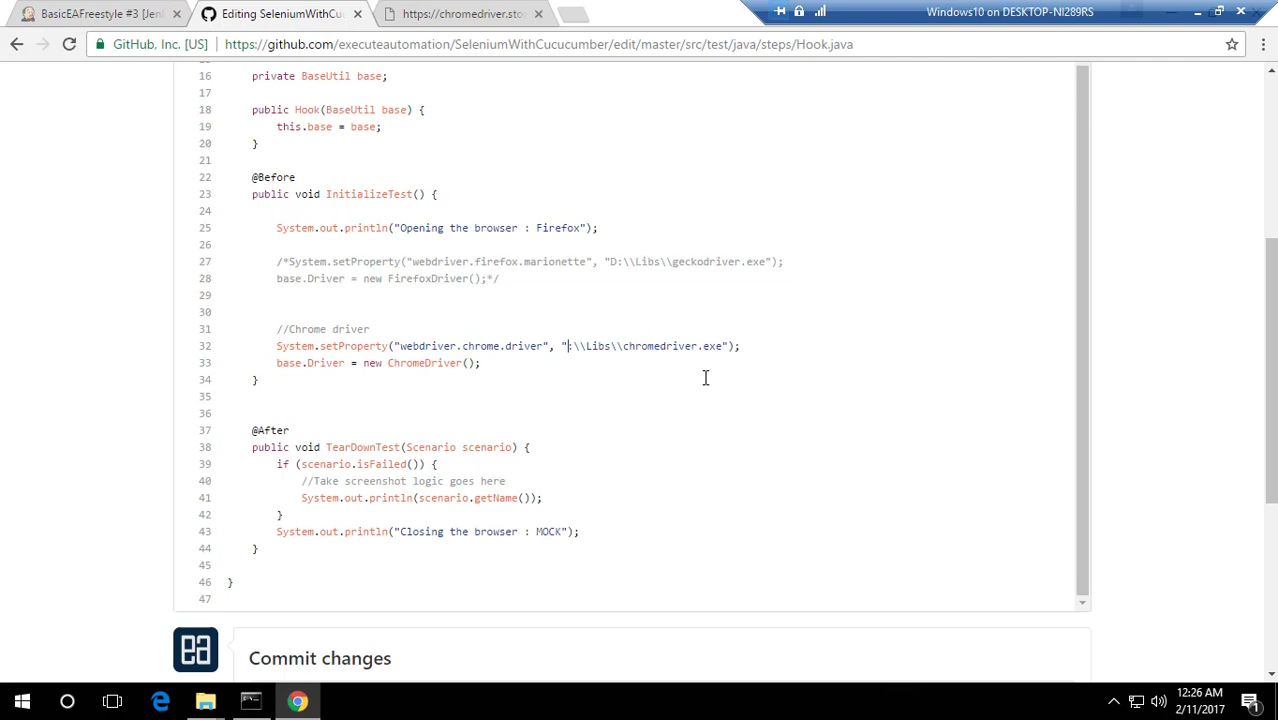 BasicEAFreestyle #3 [Jen
Editing SeleniumWithCuc
https://chromedriver.sto
Windows10 on DESKTOP-NI289RS
GitHub, Inc. [US]
https://github.com/executeautomation/SeleniumWithCucucumber/edit/master/src/test/java/steps/Hook.java
16 private BaseUtil base;
17
18 public Hook(BaseUtil base) {
19 this.base = base;
20 }
21
22 @Before
23 public void InitializeTest() {
24
25 System.out.println("Opening the browser : Firefox");
26
27 /*System.setProperty("webdriver.firefox.marionette", "D:\\Libs\\geckodriver.exe");
28 base.Driver = new FirefoxDriver();*/
29
30
31 //Chrome driver
32 System.setProperty("webdriver.chrome.driver", ":\\Libs\\chromedriver.exe");
33 base.Driver = new ChromeDriver();
34 }
35
36
37 @After
38 public void TearDownTest(Scenario scenario) {
39 if (scenario.isFailed()) {
40 //Take screenshot logic goes here
41 System.out.println(scenario.getName());
42 }
43 System.out.println("Closing the browser : MOCK");
44 }
45
46 }
47
Commit changes
12:26 AM
2/11/2017
1